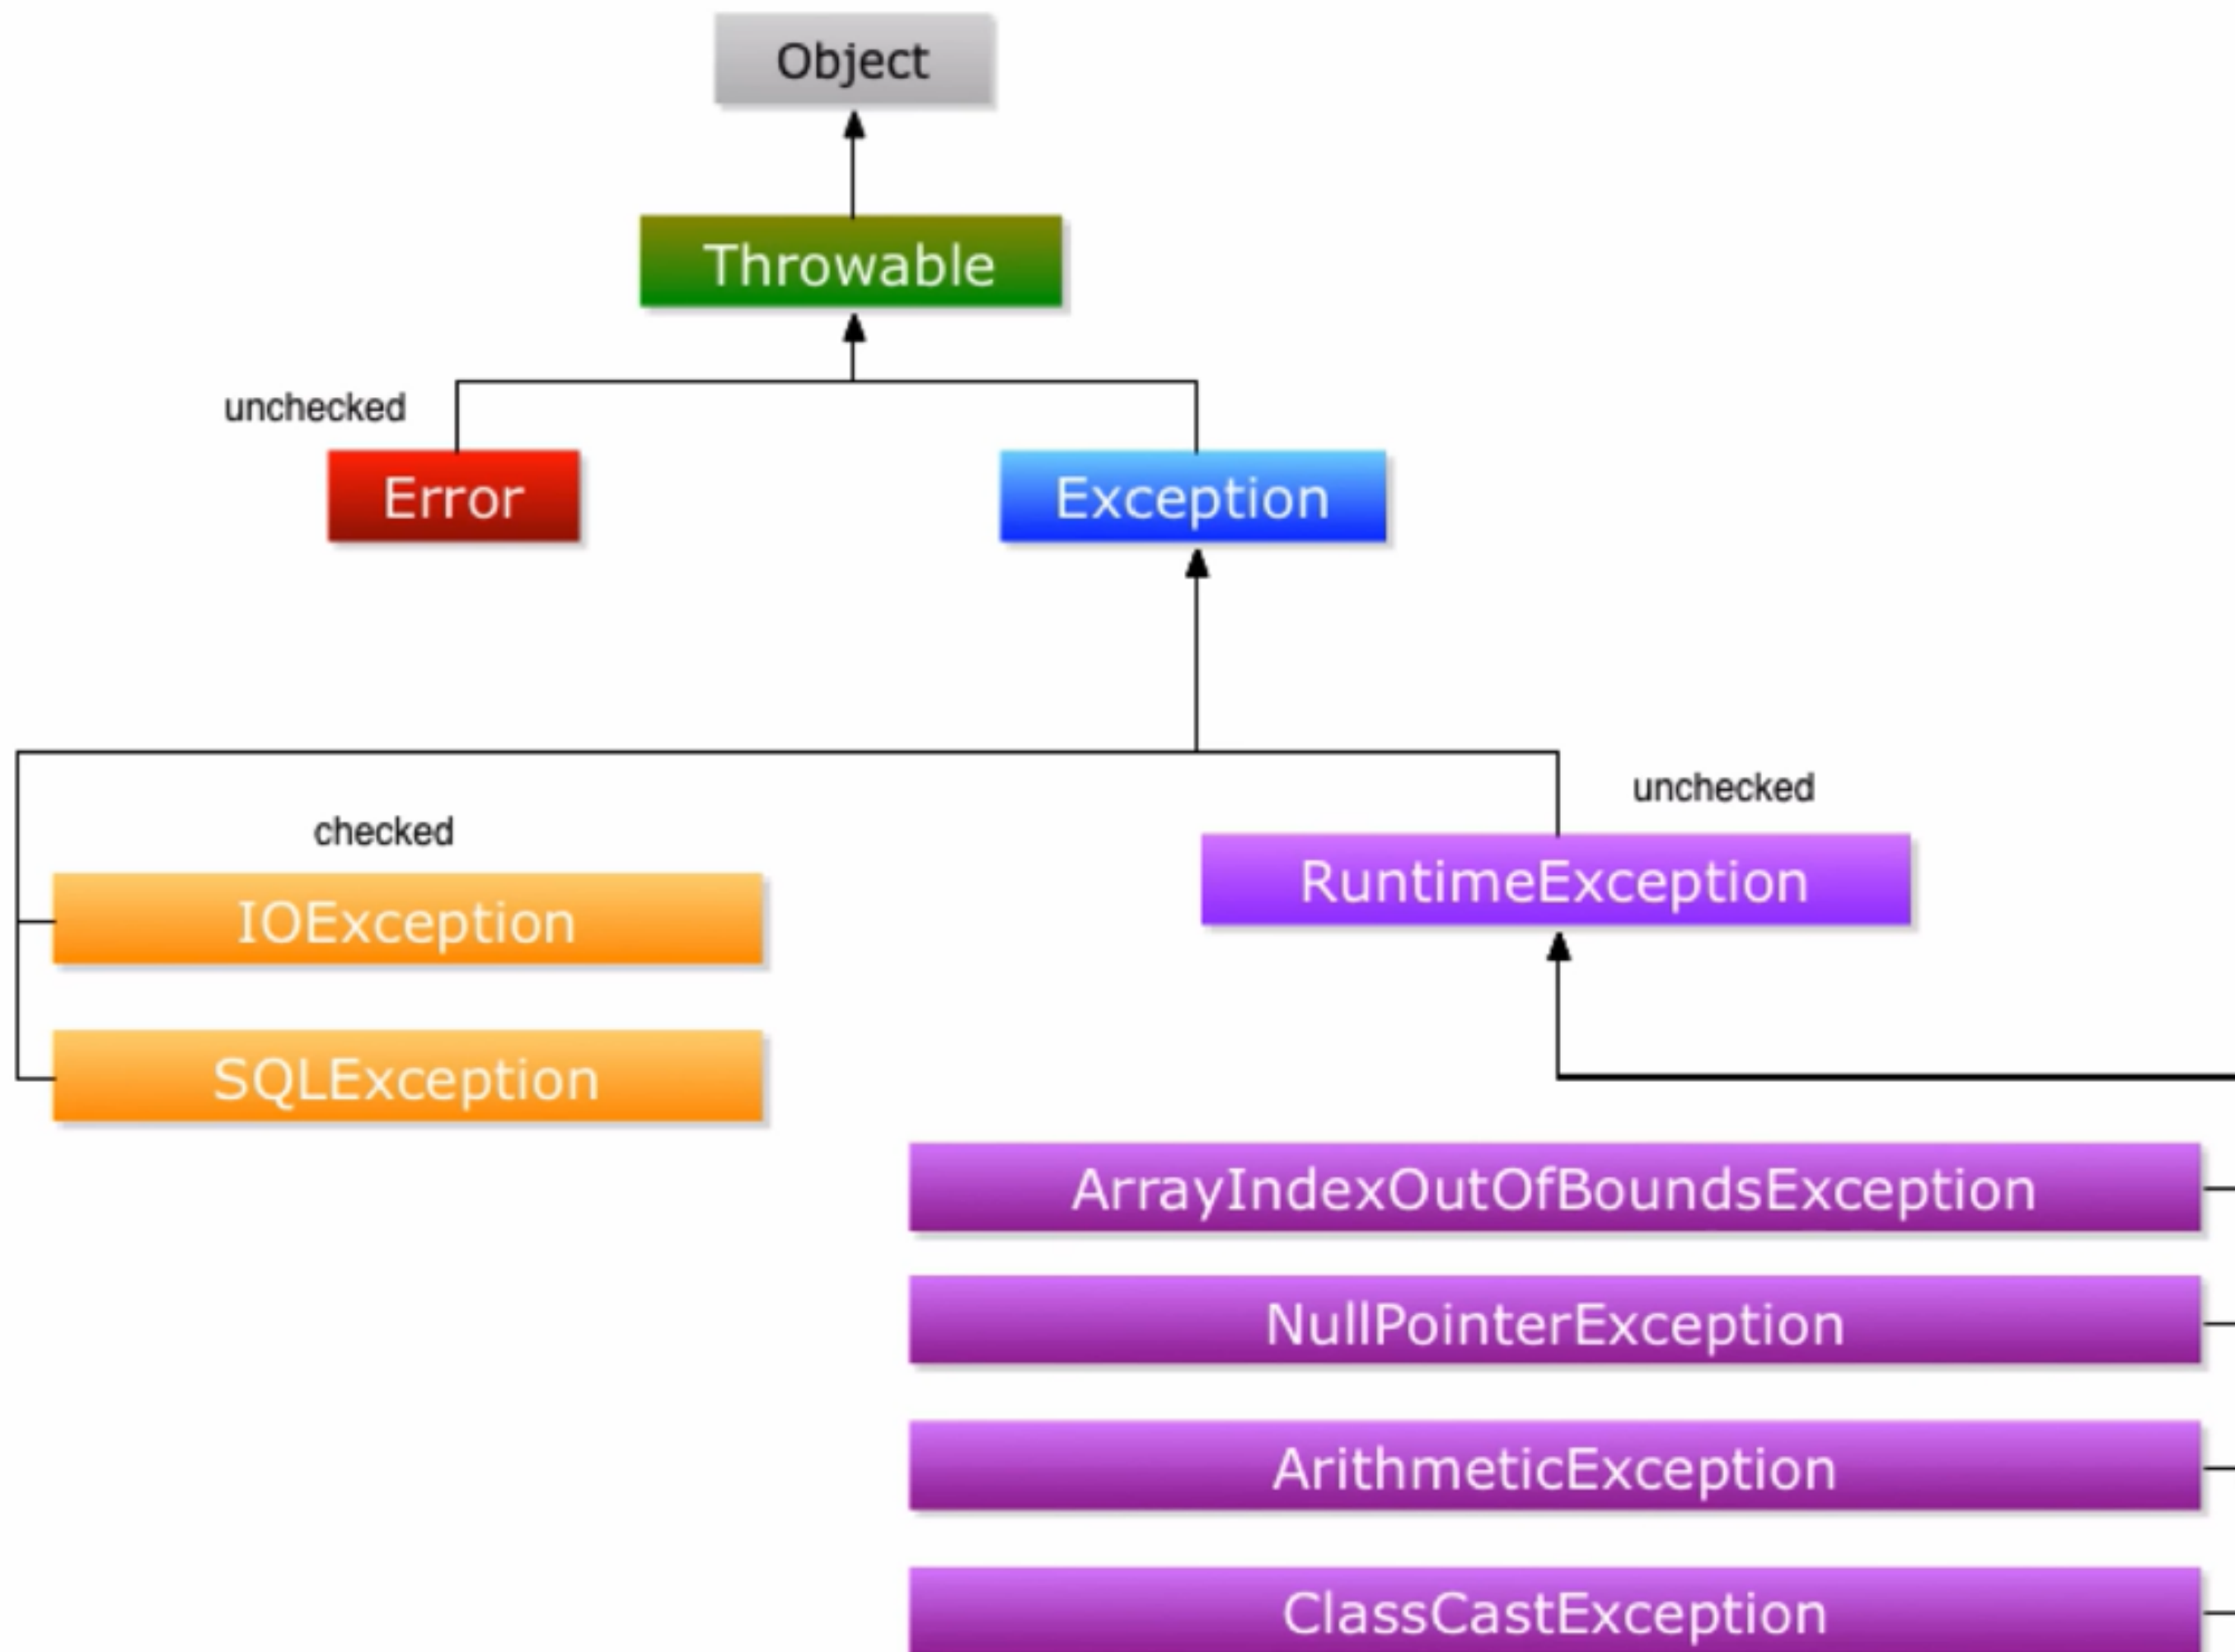 Object
Throwable
unchecked
Error
Exception
unchecked
checked
RuntimeException
IOException
SQLException
ArrayIndexOutOfBoundsException
NullPointerException
ArithmeticException
ClassCastException